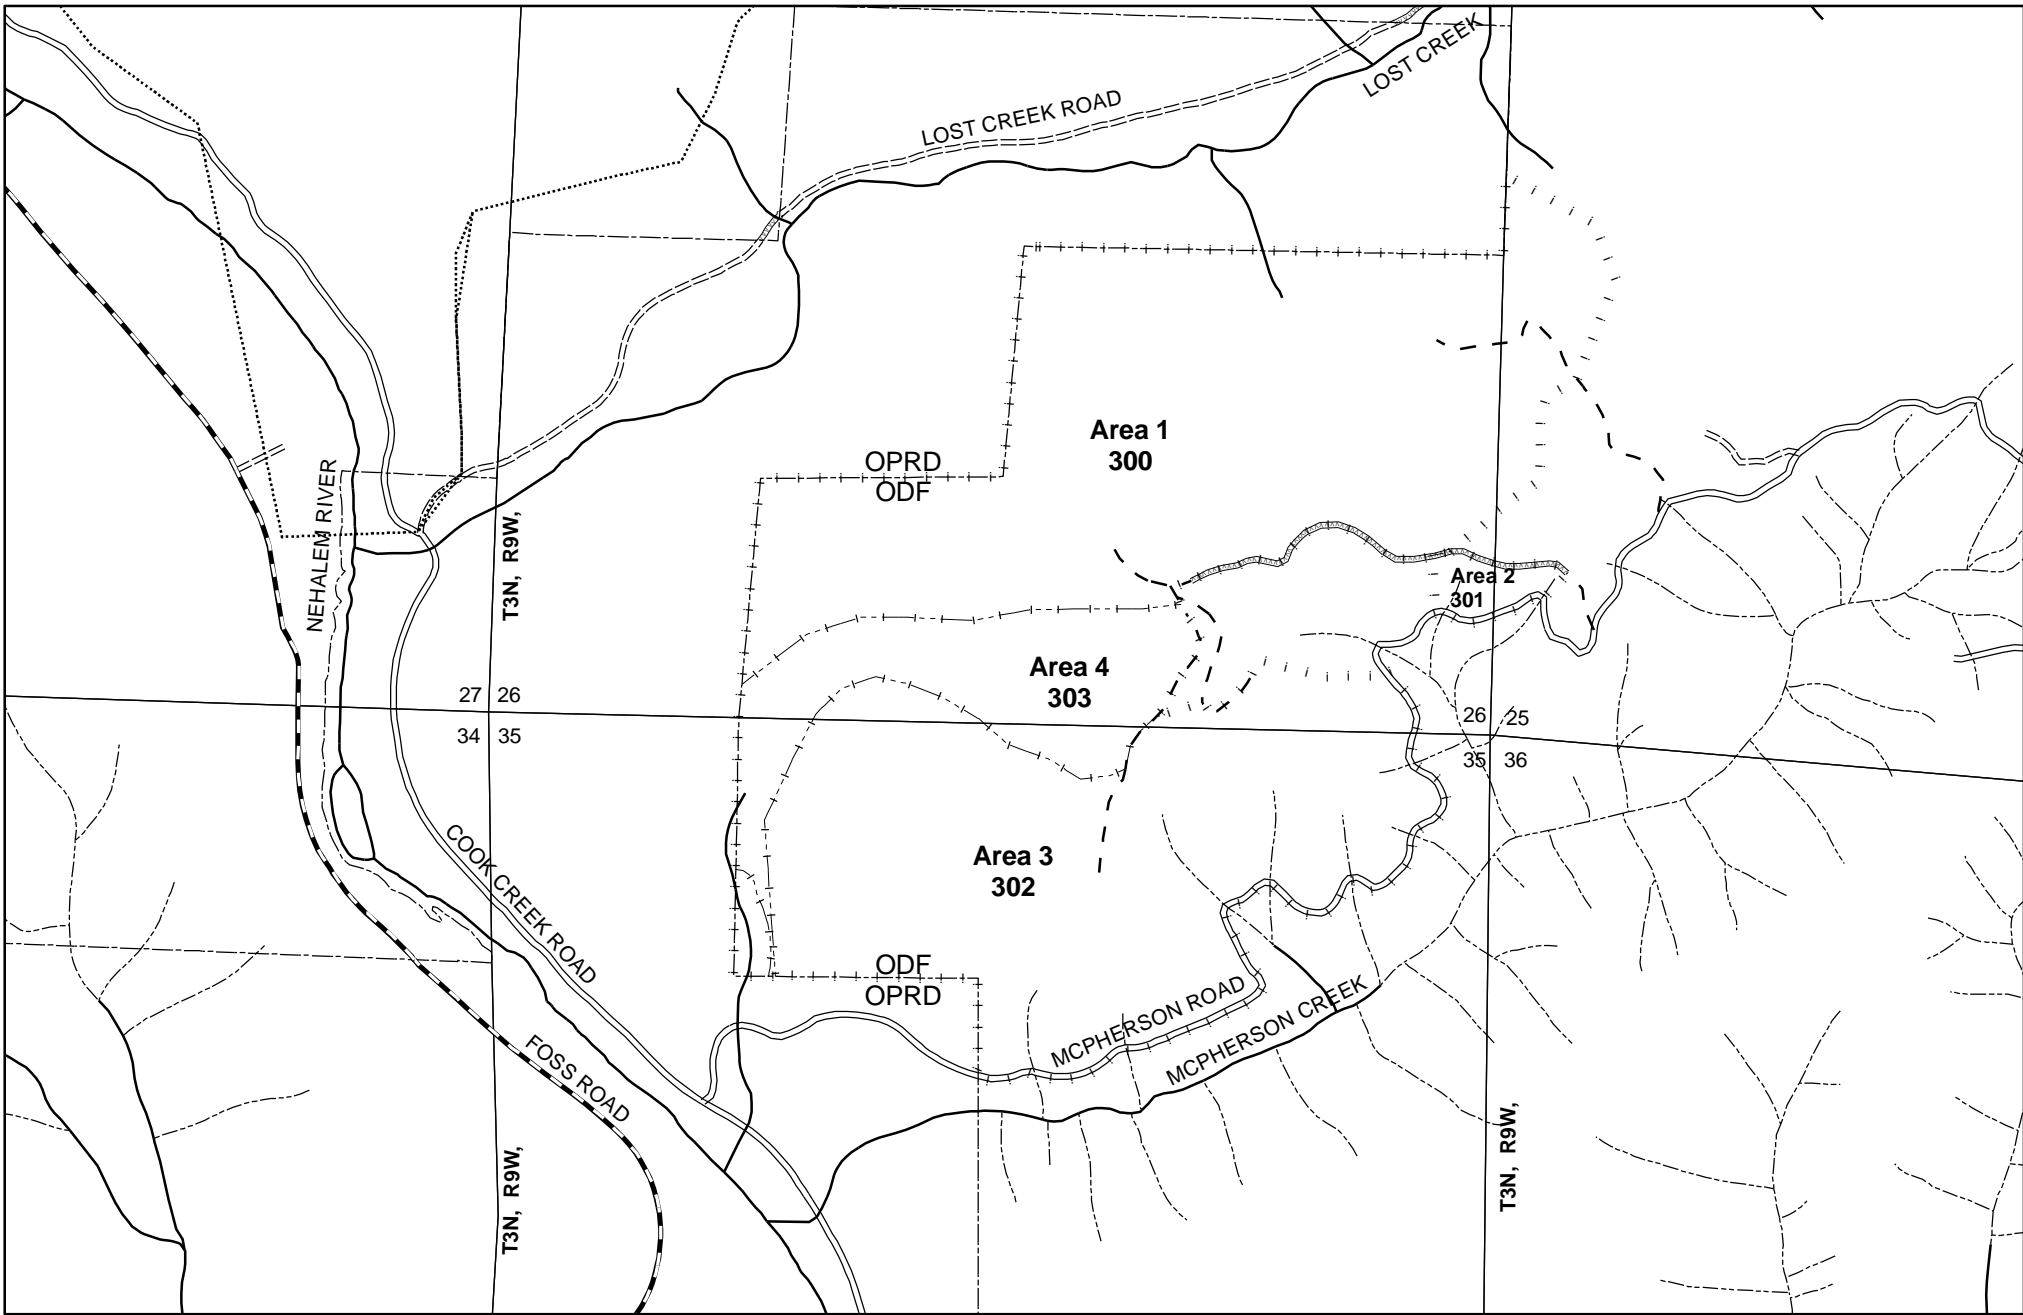 LOST CREEK
LOST CREEK ROAD
Area 1
300
OPRD
ODF
NEHALEM RIVER
T3N, R9W,
Area 2
301
Area 4
303
27 26
34 35
26 25
35 36
COOK CREEK ROAD
Area 3
302
ODF
OPRD
MCPHERSON ROAD
MCPHERSON CREEK
FOSS ROAD
T3N, R9W,
T3N, R9W,